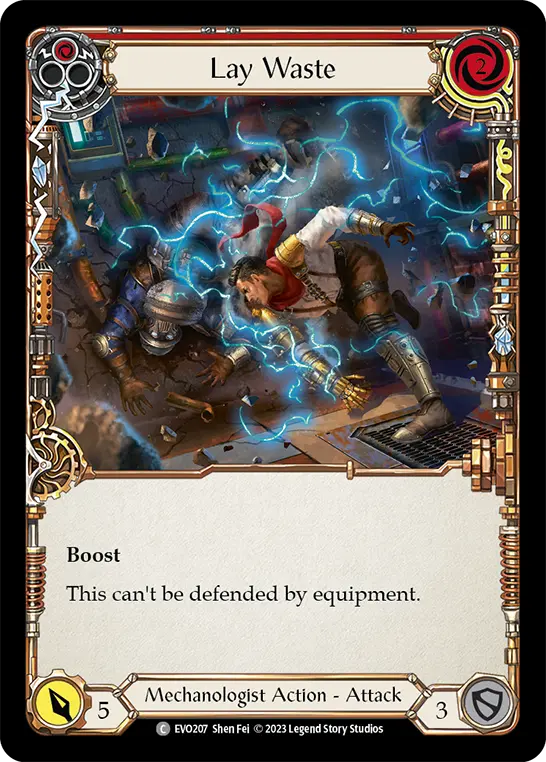 Lay Waste
2
Boost
This can't be defended by equipment.
5
Mechanologist Action - Attack
3
C EVO207 Shen Fei © 2023 Legend Story Studios